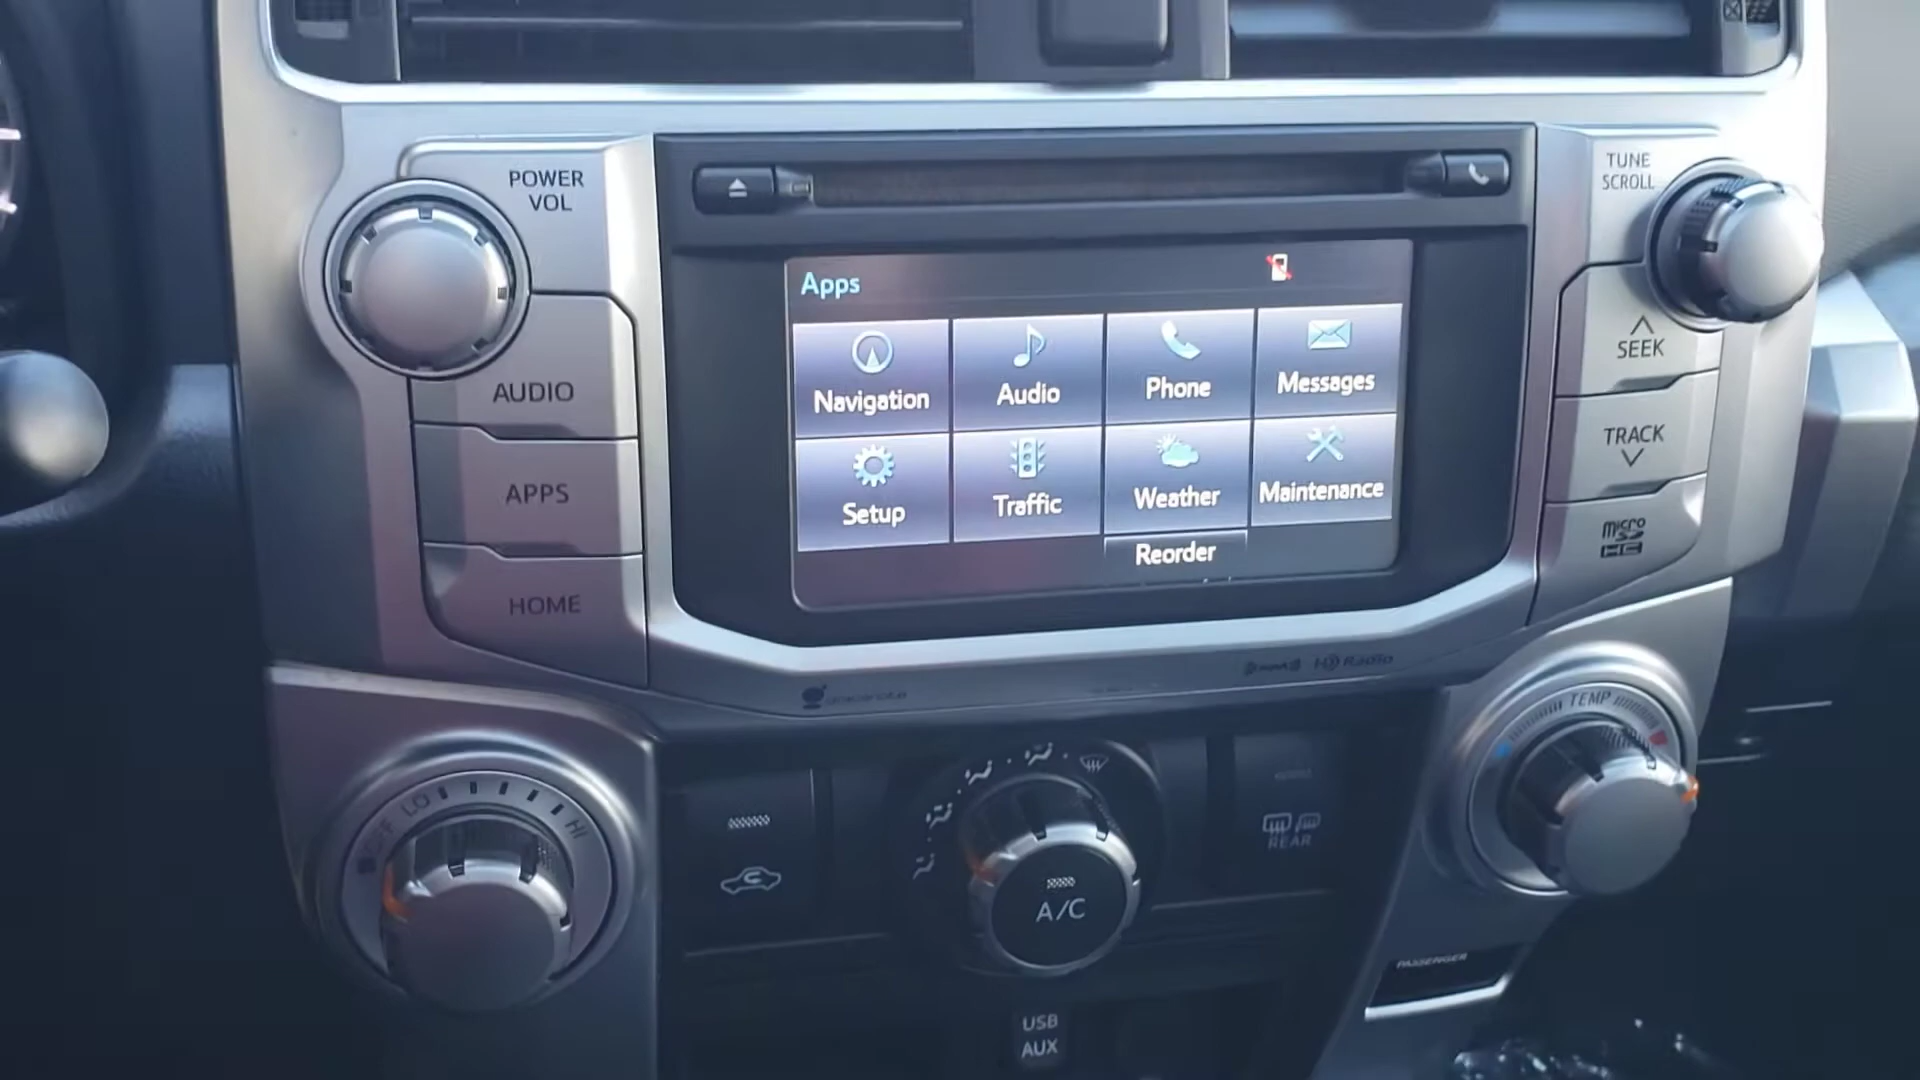 POWER
VOL
TUNE
SCROLL
Apps
SEEK
Navigation
Audio
Phone
Messages
AUDIO
TRACK
APPS
Setup
Traffic
Weather
Maintenance
micro
HC
Reorder
HOME
HD Radio
TEMP
LO
HI
OFF
REAR
A/C
PASSENGER
USB
AUX